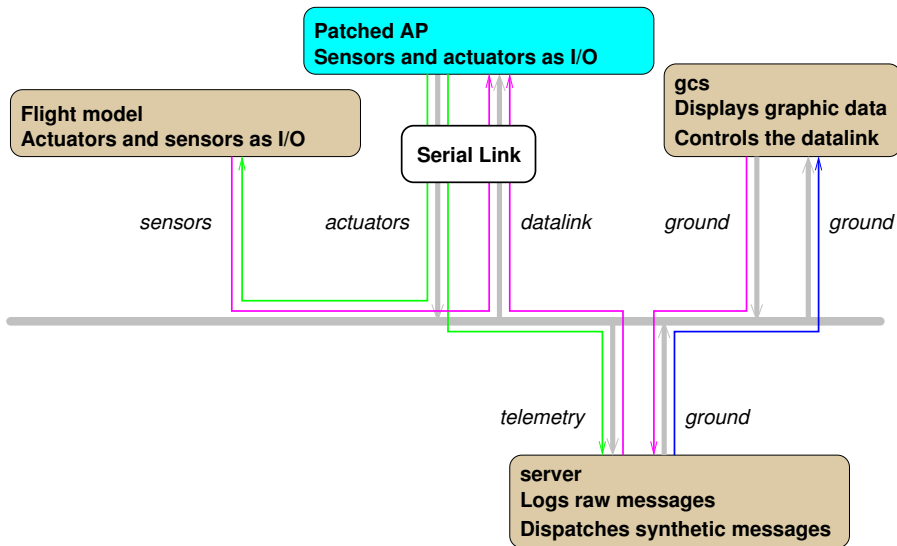 Patched AP
Sensors and actuators as I/O
Flight model
Actuators and sensors as I/O
gcs
Displays graphic data
Controls the datalink
Serial Link
sensors
actuators
datalink
ground
ground
telemetry
ground
server
Logs raw messages
Dispatches synthetic messages